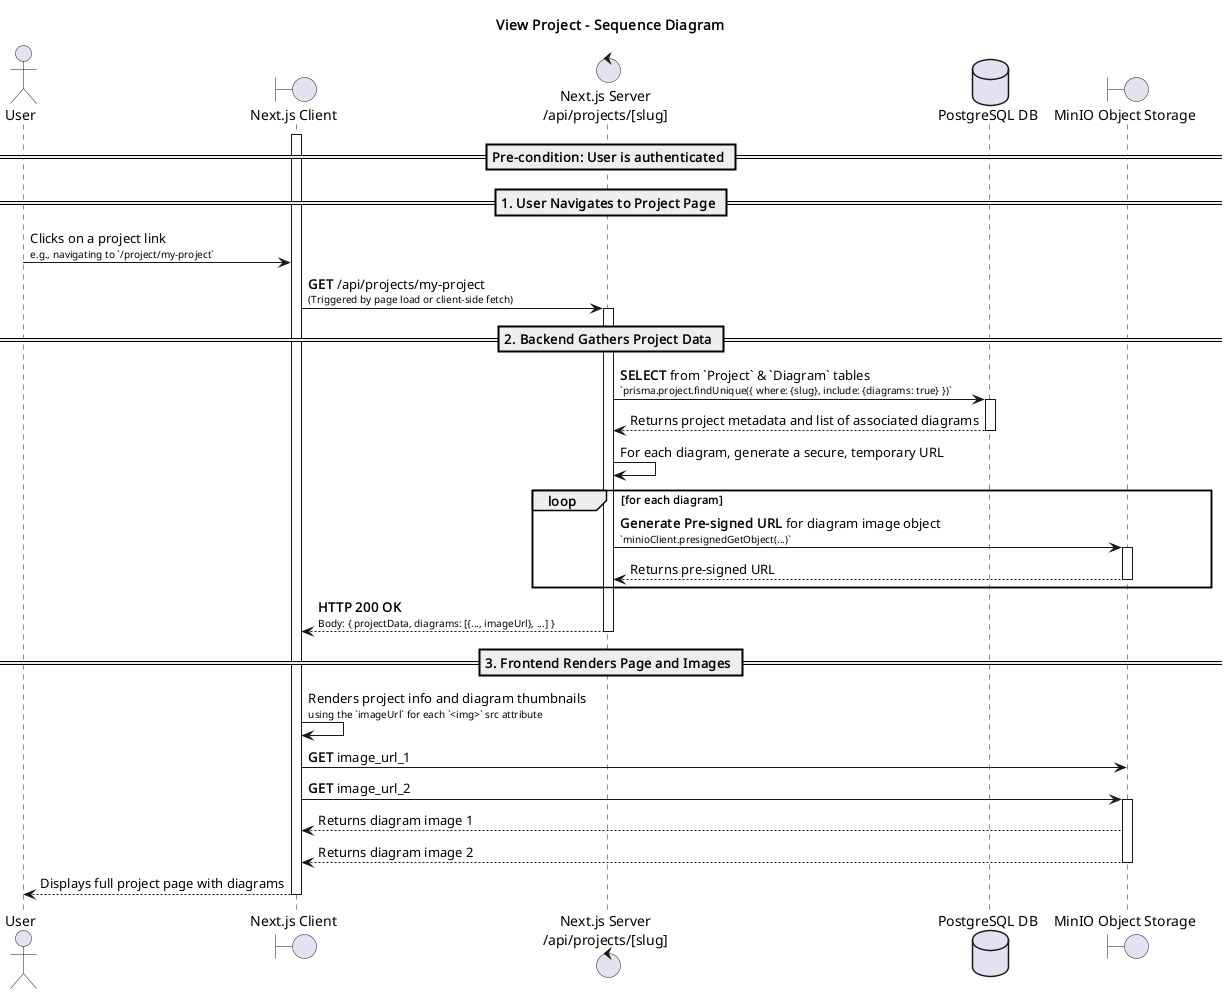 View Project - Sequence Diagram
User
Next.js Client
Next.js Server
/api/projects/[slug]
PostgreSQL DB
MinIO Object Storage
Pre-condition: User is authenticated
1. User Navigates to Project Page
Clicks on a project link
e.g., navigating to `/project/my-project`
GET /api/projects/my-project
(Triggered by page load or client-side fetch)
2. Backend Gathers Project Data
SELECT from `Project` & `Diagram` tables
`prisma.project.findUnique({ where: {slug}, include: {diagrams: true} })`
Returns project metadata and list of associated diagrams
For each diagram, generate a secure, temporary URL
loop
[for each diagram]
Generate Pre-signed URL for diagram image object
`minioClient.presignedGetObject(...)`
Returns pre-signed URL
HTTP 200 OK
Body: { projectData, diagrams: [{..., imageUrl}, ...] }
3. Frontend Renders Page and Images
Renders project info and diagram thumbnails
using the `imageUrl` for each `<img>` src attribute
GET image_url_1
GET image_url_2
Returns diagram image 1
Returns diagram image 2
Displays full project page with diagrams
User
Next.js Client
Next.js Server
/api/projects/[slug]
PostgreSQL DB
MinIO Object Storage